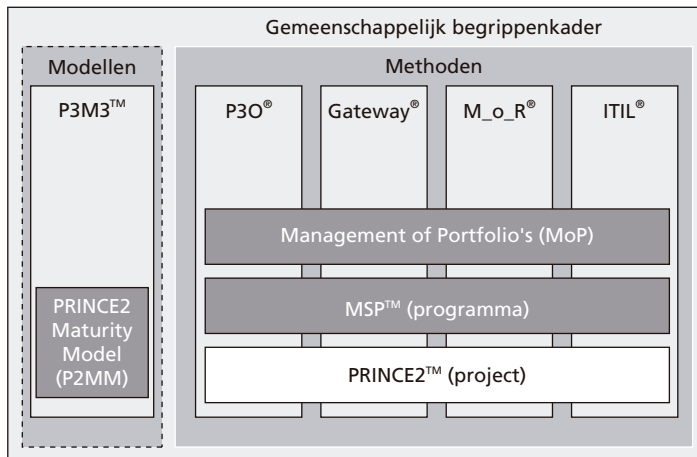 Gemeenschappelijk begrippenkader
Modellen
Methoden
P3M3™
P3O®
Gateway®
M_o_R®
ITIL®
Management of Portfolio's (MoP)
MSP™ (programma)
PRINCE2™ (project)
PRINCE2
Maturity
Model
(P2MM)